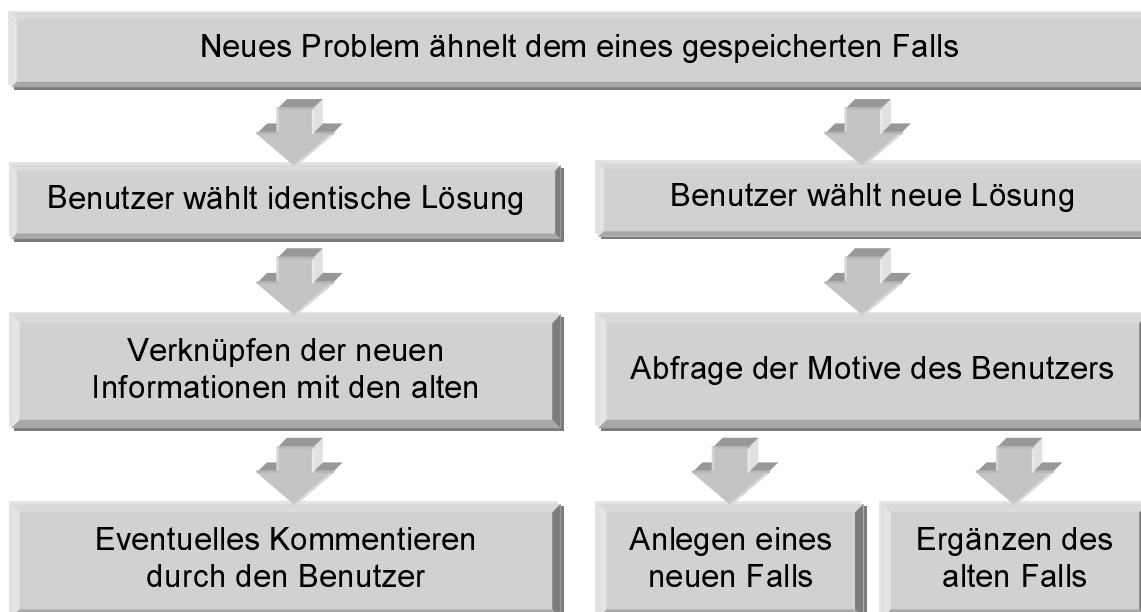 Neues Problem ähnelt dem eines gespeicherten Falls
Benutzer wählt identische Lösung
Benutzer wählt neue Lösung
Verknüpfen der neuen
Informationen mit den alten
Abfrage der Motive des Benutzers
Eventuelles Kommentieren
durch den Benutzer
Anlegen eines
neuen Falls
Ergänzen des
alten Falls